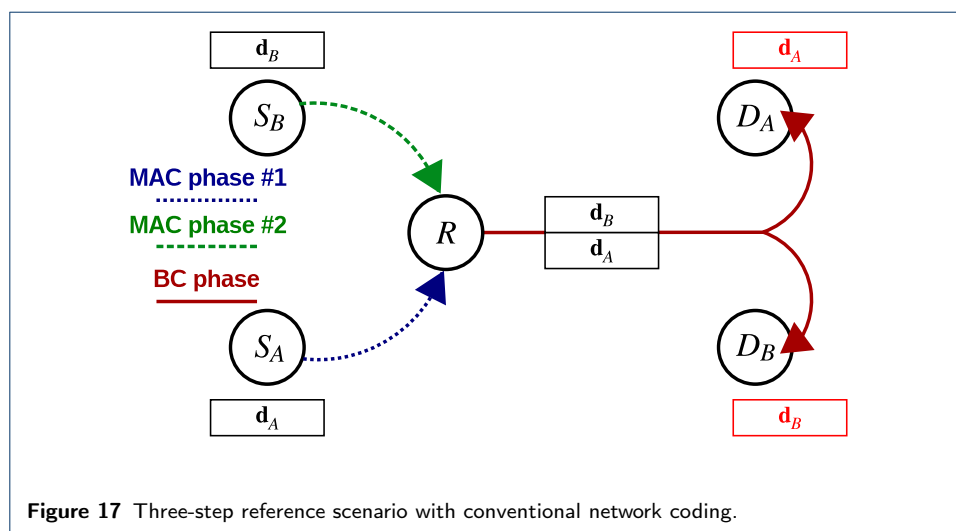 d_B
d_A
S_B
D_A
MAC phase #1
MAC phase #2
BC phase
R
d_B
d_A
S_A
D_B
d_A
d_B
Figure 17 Three-step reference scenario with conventional network coding.